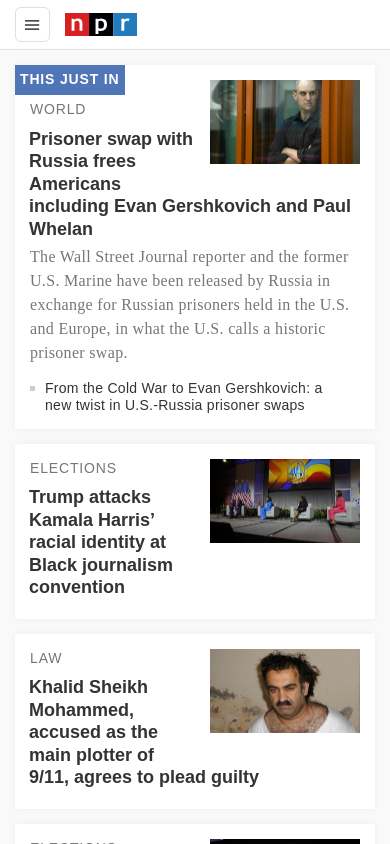 npr
THIS JUST IN
WORLD
Prisoner swap with
Russia frees
Americans
including Evan Gershkovich and Paul
Whelan
The Wall Street Journal reporter and the former
U.S. Marine have been released by Russia in
exchange for Russian prisoners held in the U.S.
and Europe, in what the U.S. calls a historic
prisoner swap.
From the Cold War to Evan Gershkovich: a
new twist in U.S.-Russia prisoner swaps
ELECTIONS
Trump attacks
Kamala Harris’
racial identity at
Black journalism
convention
LAW
Khalid Sheikh
Mohammed,
accused as the
main plotter of
9/11, agrees to plead guilty